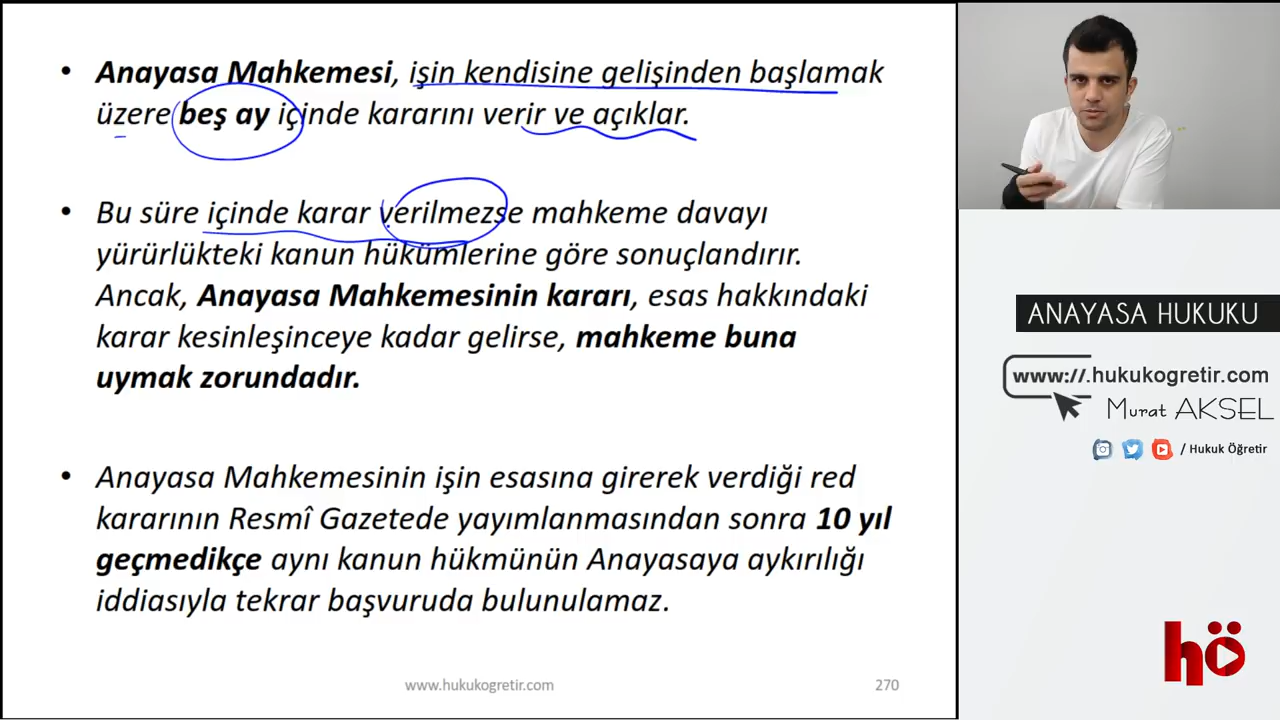 • Anayasa Mahkemesi, işin kendisine gelişinden başlamak
üzere beş ay içinde kararını verir ve açıklar.
• Bu süre içinde karar verilmezse mahkeme davayı
yürürlükteki kanun hükümlerine göre sonuçlandırır.
Ancak, Anayasa Mahkemesinin kararı, esas hakkındaki
karar kesinleşinceye kadar gelirse, mahkeme buna
uymak zorundadır.
• Anayasa Mahkemesinin işin esasına girerek verdiği red
kararının Resmî Gazetede yayımlanmasından sonra 10 yıl
geçmedikçe aynı kanun hükmünün Anayasaya aykırılığı
iddiasıyla tekrar başvuruda bulunulamaz.
www.hukukogretir.com
270
ANAYASA HUKUKU
www://.hukukogretir.com
Murat AKSEL
/ Hukuk Öğretir
hö